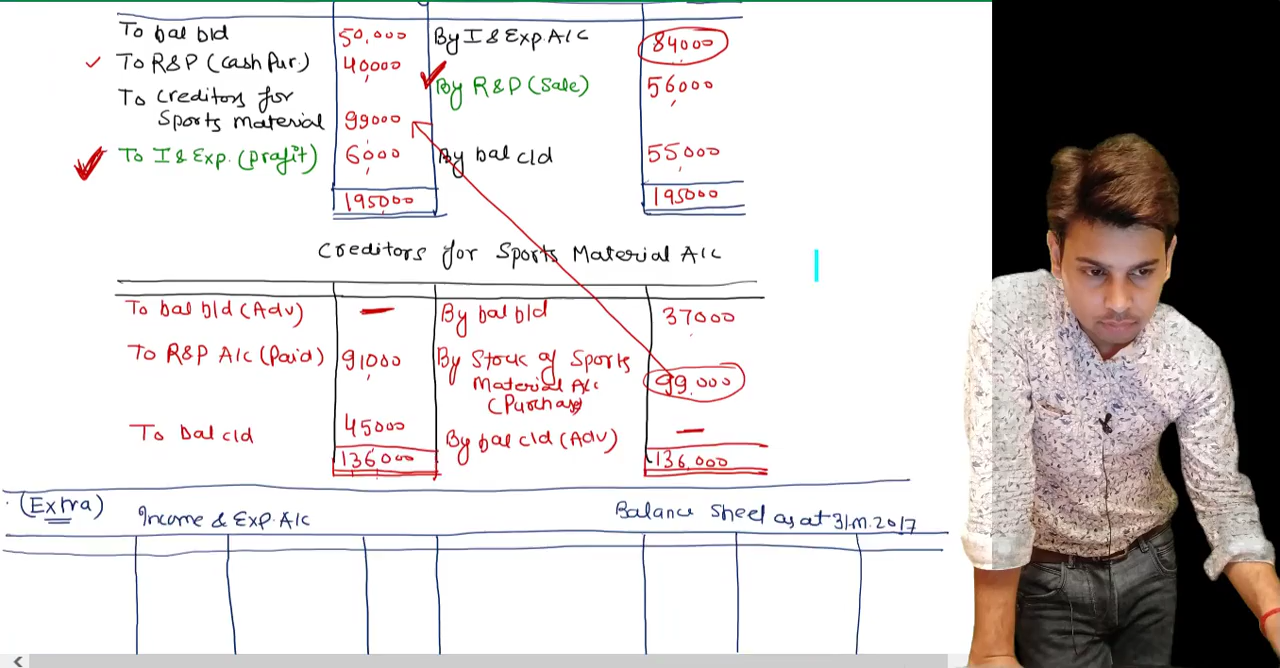 To bal b/d 50,000 By I & Exp. A/C 84000
To R&P (cash Pur.) 40000
By R&P (Sale) 56000
To Creditors for
Sports Material 99000
To I & Exp. (profit) 6000 By bal c/d 55000
195000 195000
Creditors for Sports Material A/C
To bal b/d (Adv) — By bal b/d 37000
To R&P A/C (Paid) 91000 By Stock of Sports
Material A/c 99,000
(Purchase)
To bal c/d 45000 By bal c/d (Adv) —
136000 136,000
(Extra) Income & Exp. A/C Balance Sheet as at 31.m.2017